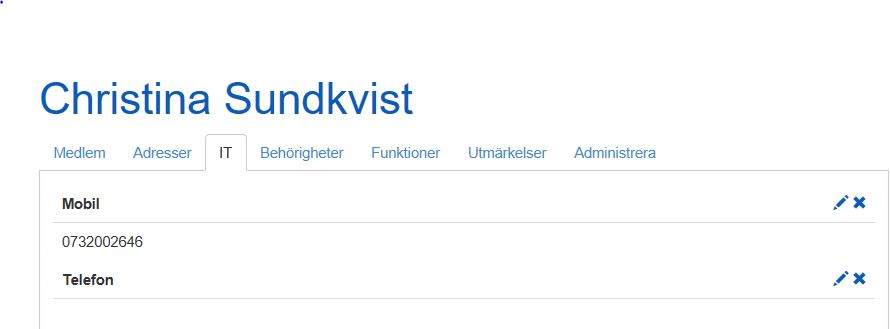 Christina Sundkvist
Medlem Adresser IT Behörigheter Funktioner Utmärkelser Administrera
Mobil
0732002646
Telefon